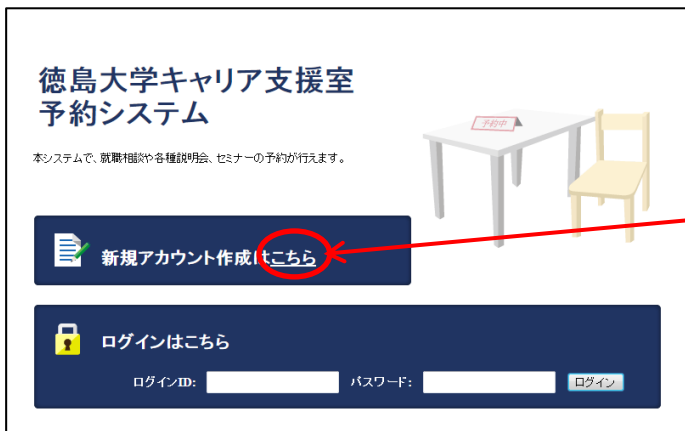 徳島大学キャリア支援室
予約システム
予約中
本システムで、就職相談や各種説明会、セミナーの予約が行えます。
新規アカウント作成はこちら
ログインはこちら
ログインID:
パスワード:
ログイン